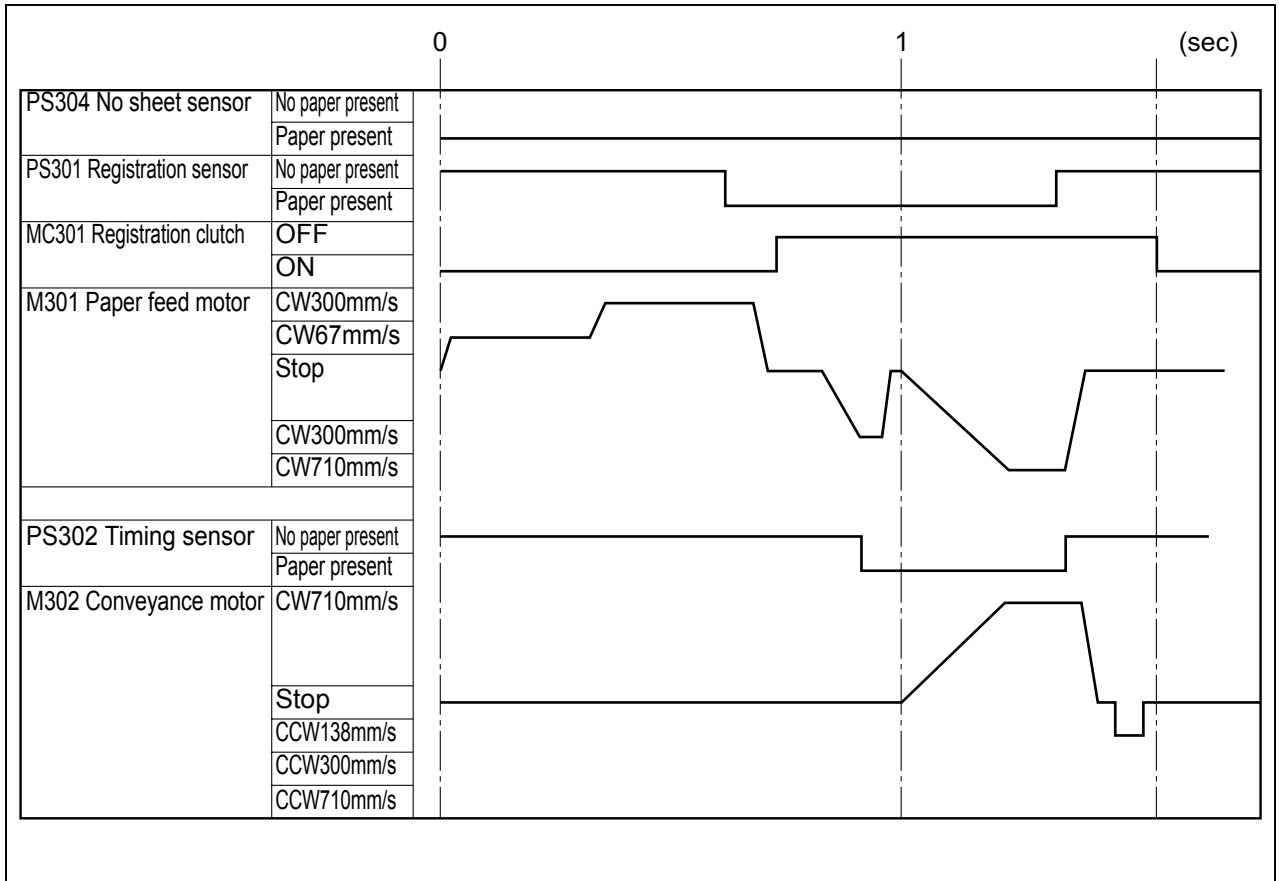 0 1 (sec)
PS304 No sheet sensor No paper present
Paper present
PS301 Registration sensor No paper present
Paper present
MC301 Registration clutch OFF
ON
M301 Paper feed motor CW300mm/s
CW67mm/s
Stop
CW300mm/s
CW710mm/s
PS302 Timing sensor No paper present
Paper present
M302 Conveyance motor CW710mm/s
Stop
CCW138mm/s
CCW300mm/s
CCW710mm/s